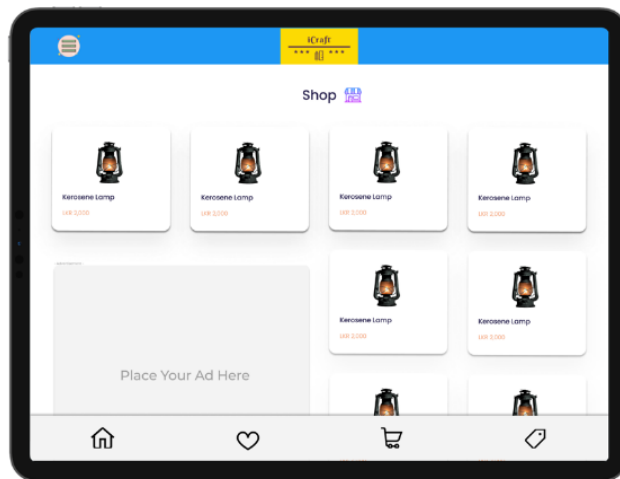 iCraft
Shop
Kerosene Lamp
LKR 2,000
Kerosene Lamp
LKR 2,000
Kerosene Lamp
LKR 2,000
Kerosene Lamp
LKR 2,000
Kerosene Lamp
LKR 2,000
Kerosene Lamp
LKR 2,000
Place Your Ad Here